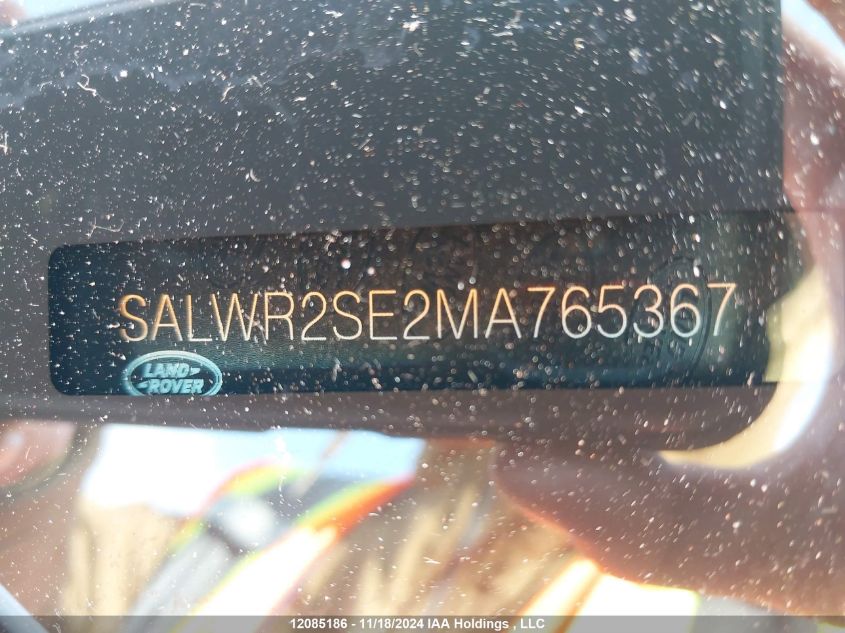 SALWR2SE2MA765367
LAND
ROVER
12085186 - 11/18/2024 IAA Holdings , LLC